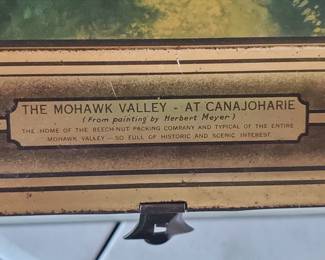 THE MOHAWK VALLEY - AT CANAJOHARIE
(From painting by Herbert Meyer)
THE HOME OF THE BEECH-NUT PACKING COMPANY AND TYPICAL OF THE ENTIRE
MOHAWK VALLEY — SO FULL OF HISTORIC AND SCENIC INTEREST